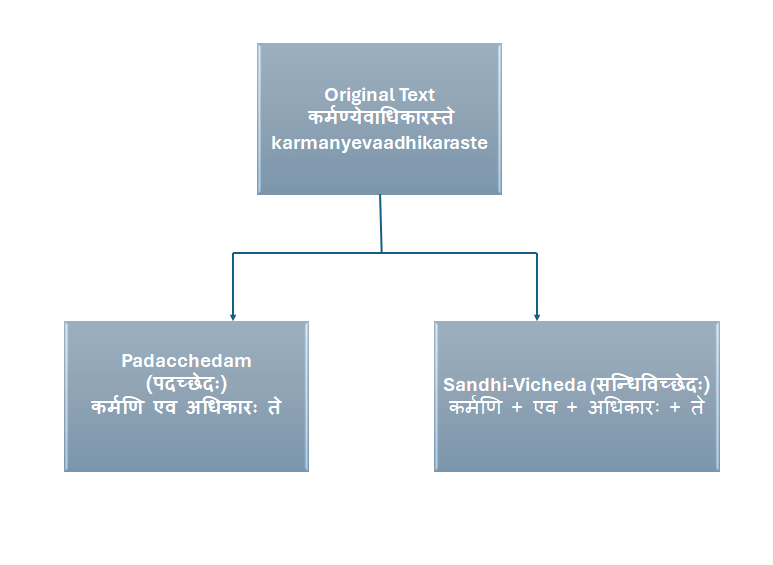 Original Text
कर्मण्येवाधिकारस्ते
karmanyevaadhikaraste
Padacchedam
(पदच्छेदः)
कर्मणि एव अधिकारः ते
Sandhi-Vicheda (सन्धिविच्छेदः)
कर्मणि + एव + अधिकारः + ते